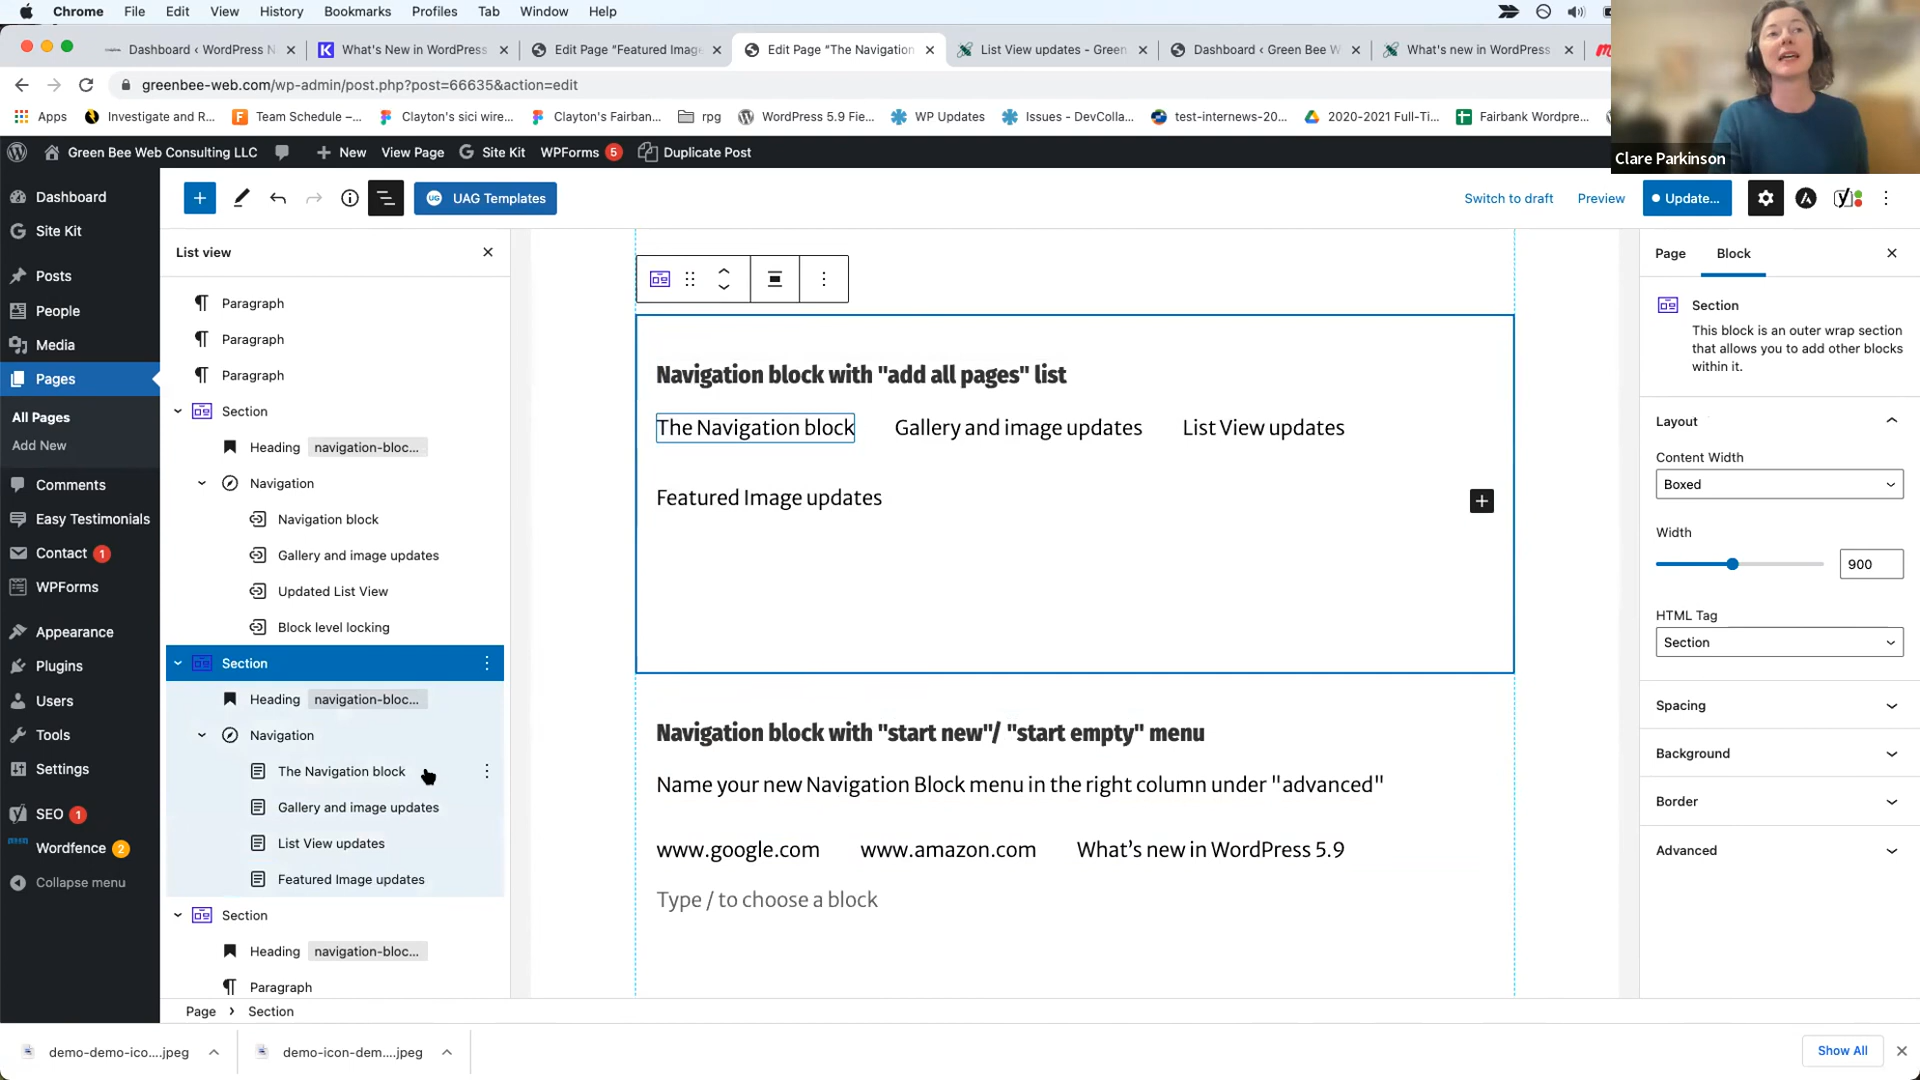 Chrome File Edit View History Bookmarks Profiles Tab Window Help
Dashboard ‹ WordPress N
What's New in WordPress
Edit Page "Featured Imag
Edit Page "The Navigation
List View updates - Green
Dashboard ‹ Green Bee W
What's new in WordPress
greenbee-web.com/wp-admin/post.php?post=66635&action=edit
Apps
Investigate and R...
Team Schedule –...
Clayton's sici wire...
Clayton's Fairban...
rpg
WordPress 5.9 Fie...
WP Updates
Issues - DevColla...
test-internews-20...
2020-2021 Full-Ti...
Fairbank Wordpre...
Clare Parkinson
Green Bee Web Consulting LLC
New
View Page
Site Kit
WPForms 5
Duplicate Post
Dashboard
Site Kit
Posts
People
Media
Pages
All Pages
Add New
Comments
Easy Testimonials
Contact 1
WPForms
Appearance
Plugins
Users
Tools
Settings
SEO 1
Wordfence 2
Collapse menu
UAG Templates
Switch to draft
Preview
Update...
List view
Paragraph
Paragraph
Paragraph
Section
Heading navigation-bloc...
Navigation
Navigation block
Gallery and image updates
Updated List View
Block level locking
Section
Heading navigation-bloc...
Navigation
The Navigation block
Gallery and image updates
List View updates
Featured Image updates
Section
Heading navigation-bloc...
Paragraph
Navigation block with "add all pages" list
The Navigation block
Gallery and image updates
List View updates
Featured Image updates
Navigation block with "start new"/ "start empty" menu
Name your new Navigation Block menu in the right column under "advanced"
www.google.com
www.amazon.com
What's new in WordPress 5.9
Type / to choose a block
Page
Block
Section
This block is an outer wrap section
that allows you to add other blocks
within it.
Layout
Content Width
Boxed
Width
900
HTML Tag
Section
Spacing
Background
Border
Advanced
Page › Section
demo-demo-ico....jpeg
demo-icon-dem....jpeg
Show All